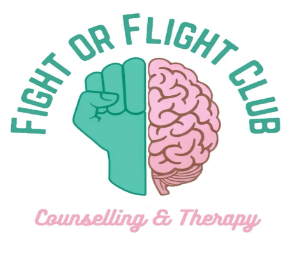 FIGHT OR FLIGHT CLUB
Counselling & Therapy